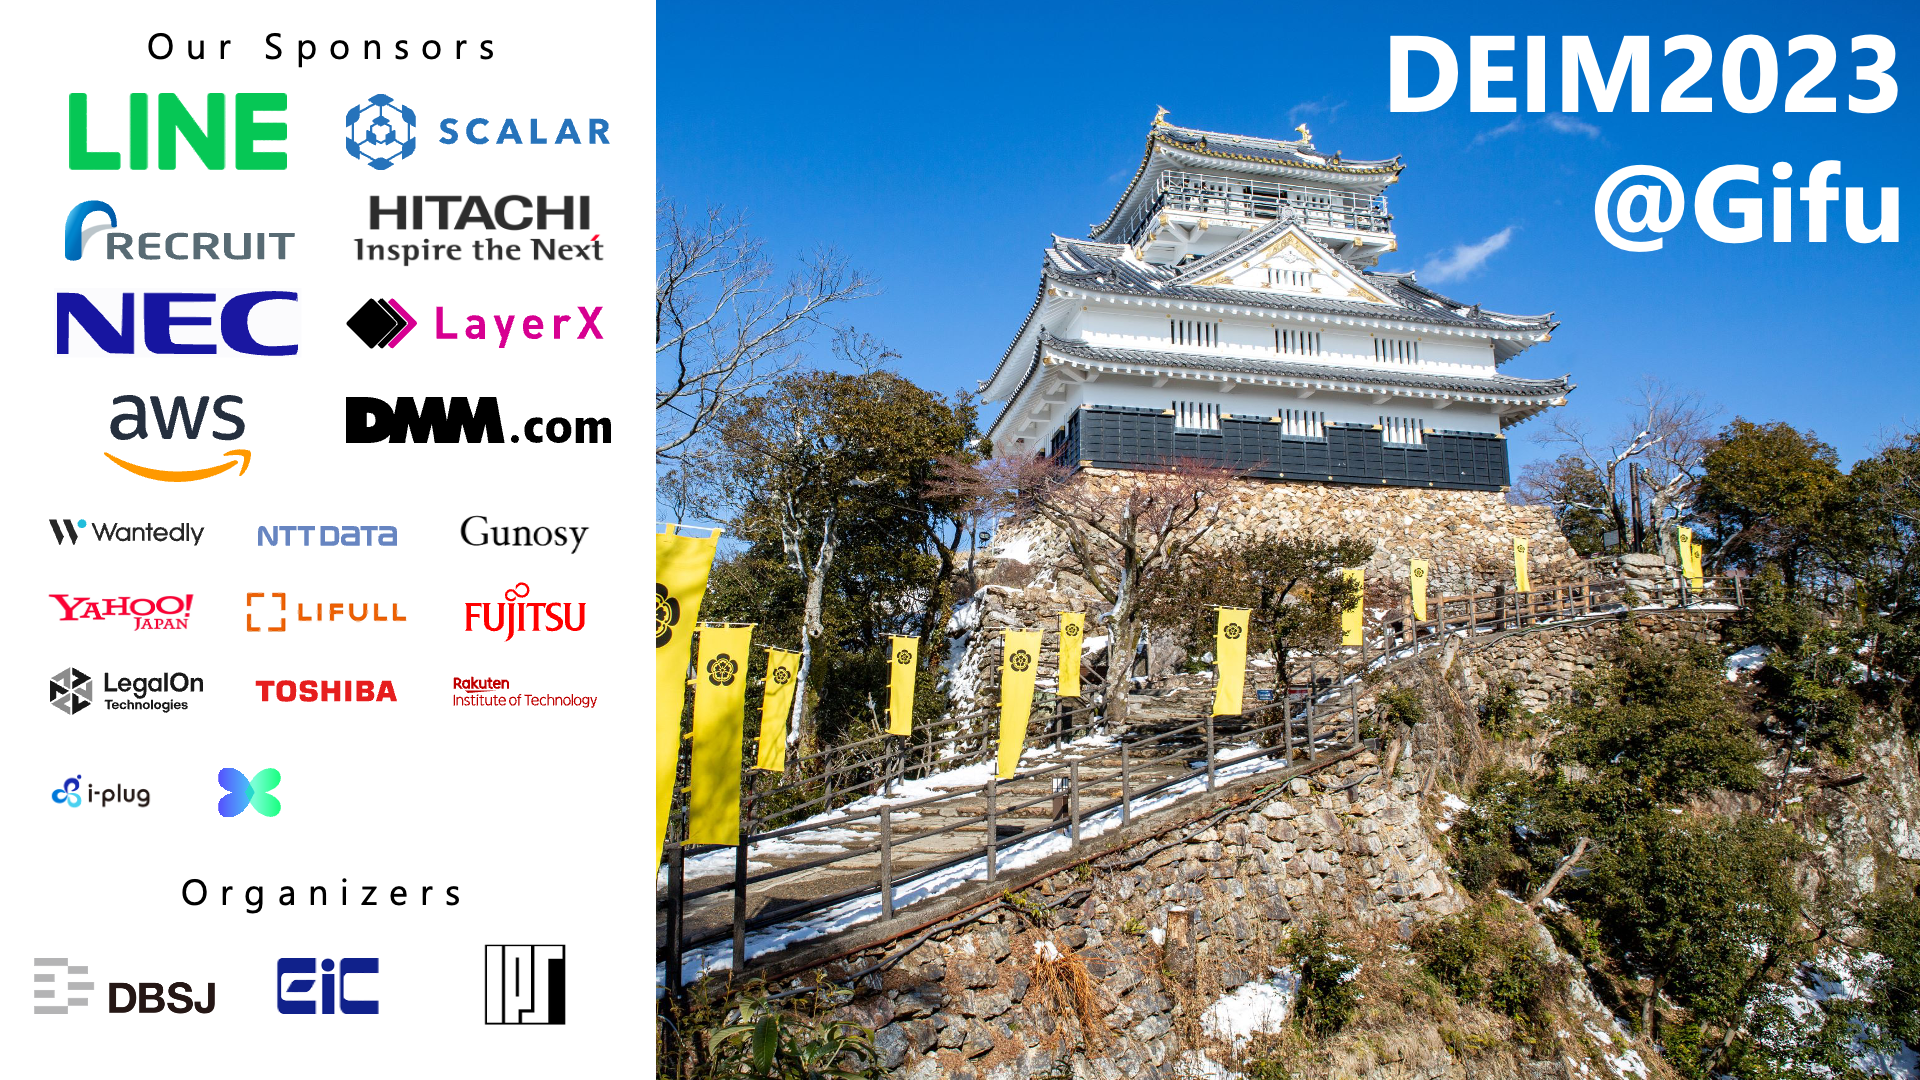 Our Sponsors
LINE
SCALAR
RECRUIT
HITACHI
Inspire the Next
NEC
LayerX
aws
DMM.com
Wantedly
NTT DATA
Gunosy
YAHOO!
JAPAN
LIFULL
FUJITSU
LegalOn
Technologies
TOSHIBA
Rakuten
Institute of Technology
i-plug
Organizers
DBSJ
EiC
IPSJ
DEIM2023
@Gifu